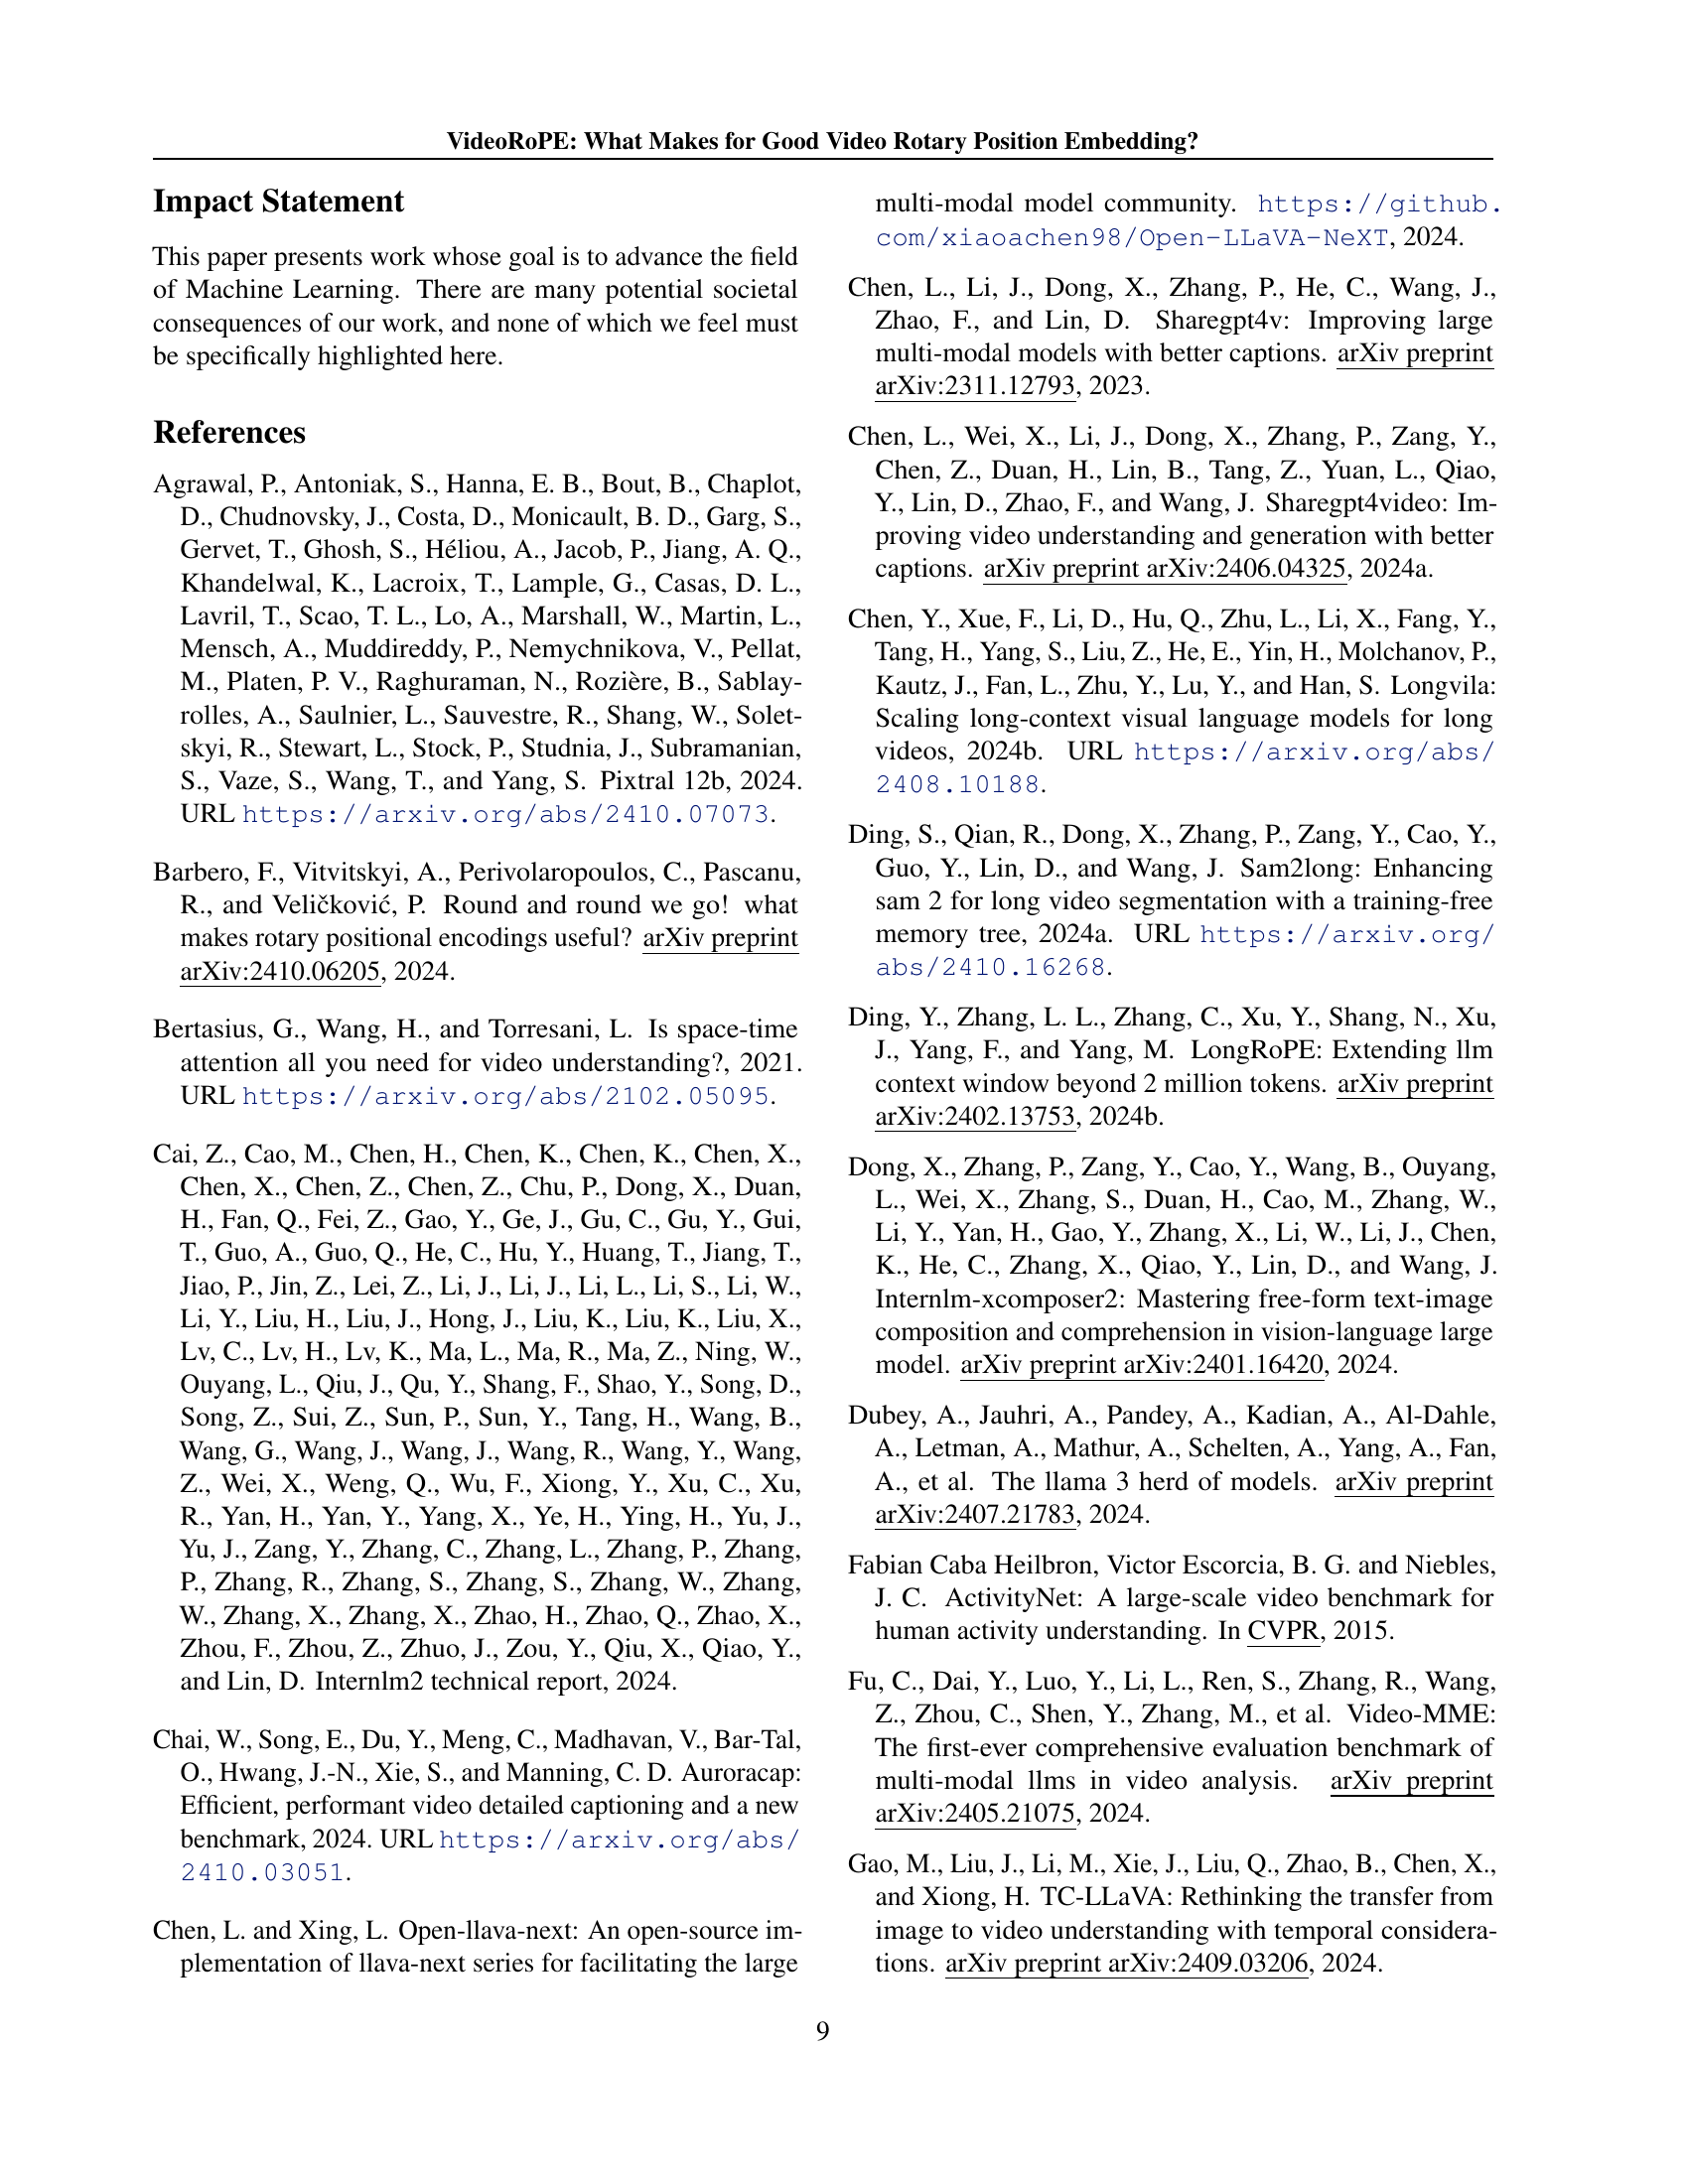 VideoRoPE: What Makes for Good Video Rotary Position Embedding?
Impact Statement
This paper presents work whose goal is to advance the field
of Machine Learning. There are many potential societal
consequences of our work, and none of which we feel must
be specifically highlighted here.
References
Agrawal, P., Antoniak, S., Hanna, E. B., Bout, B., Chaplot,
D., Chudnovsky, J., Costa, D., Monicault, B. D., Garg, S.,
Gervet, T., Ghosh, S., Héliou, A., Jacob, P., Jiang, A. Q.,
Khandelwal, K., Lacroix, T., Lample, G., Casas, D. L.,
Lavril, T., Scao, T. L., Lo, A., Marshall, W., Martin, L.,
Mensch, A., Muddireddy, P., Nemychnikova, V., Pellat,
M., Platen, P. V., Raghuraman, N., Rozière, B., Sablay-
rolles, A., Saulnier, L., Sauvestre, R., Shang, W., Solet-
skyi, R., Stewart, L., Stock, P., Studnia, J., Subramanian,
S., Vaze, S., Wang, T., and Yang, S. Pixtral 12b, 2024.
URL https://arxiv.org/abs/2410.07073.
Barbero, F., Vitvitskyi, A., Perivolaropoulos, C., Pascanu,
R., and Veličković, P. Round and round we go! what
makes rotary positional encodings useful? arXiv preprint
arXiv:2410.06205, 2024.
Bertasius, G., Wang, H., and Torresani, L. Is space-time
attention all you need for video understanding?, 2021.
URL https://arxiv.org/abs/2102.05095.
Cai, Z., Cao, M., Chen, H., Chen, K., Chen, K., Chen, X.,
Chen, X., Chen, Z., Chen, Z., Chu, P., Dong, X., Duan,
H., Fan, Q., Fei, Z., Gao, Y., Ge, J., Gu, C., Gu, Y., Gui,
T., Guo, A., Guo, Q., He, C., Hu, Y., Huang, T., Jiang, T.,
Jiao, P., Jin, Z., Lei, Z., Li, J., Li, J., Li, L., Li, S., Li, W.,
Li, Y., Liu, H., Liu, J., Hong, J., Liu, K., Liu, K., Liu, X.,
Lv, C., Lv, H., Lv, K., Ma, L., Ma, R., Ma, Z., Ning, W.,
Ouyang, L., Qiu, J., Qu, Y., Shang, F., Shao, Y., Song, D.,
Song, Z., Sui, Z., Sun, P., Sun, Y., Tang, H., Wang, B.,
Wang, G., Wang, J., Wang, J., Wang, R., Wang, Y., Wang,
Z., Wei, X., Weng, Q., Wu, F., Xiong, Y., Xu, C., Xu,
R., Yan, H., Yan, Y., Yang, X., Ye, H., Ying, H., Yu, J.,
Yu, J., Zang, Y., Zhang, C., Zhang, L., Zhang, P., Zhang,
P., Zhang, R., Zhang, S., Zhang, S., Zhang, W., Zhang,
W., Zhang, X., Zhang, X., Zhao, H., Zhao, Q., Zhao, X.,
Zhou, F., Zhou, Z., Zhuo, J., Zou, Y., Qiu, X., Qiao, Y.,
and Lin, D. Internlm2 technical report, 2024.
Chai, W., Song, E., Du, Y., Meng, C., Madhavan, V., Bar-Tal,
O., Hwang, J.-N., Xie, S., and Manning, C. D. Auroracap:
Efficient, performant video detailed captioning and a new
benchmark, 2024. URL https://arxiv.org/abs/
2410.03051.
Chen, L. and Xing, L. Open-llava-next: An open-source im-
plementation of llava-next series for facilitating the large
multi-modal model community. https://github.
com/xiaoachen98/Open-LLaVA-NeXT, 2024.
Chen, L., Li, J., Dong, X., Zhang, P., He, C., Wang, J.,
Zhao, F., and Lin, D. Sharegpt4v: Improving large
multi-modal models with better captions. arXiv preprint
arXiv:2311.12793, 2023.
Chen, L., Wei, X., Li, J., Dong, X., Zhang, P., Zang, Y.,
Chen, Z., Duan, H., Lin, B., Tang, Z., Yuan, L., Qiao,
Y., Lin, D., Zhao, F., and Wang, J. Sharegpt4video: Im-
proving video understanding and generation with better
captions. arXiv preprint arXiv:2406.04325, 2024a.
Chen, Y., Xue, F., Li, D., Hu, Q., Zhu, L., Li, X., Fang, Y.,
Tang, H., Yang, S., Liu, Z., He, E., Yin, H., Molchanov, P.,
Kautz, J., Fan, L., Zhu, Y., Lu, Y., and Han, S. Longvila:
Scaling long-context visual language models for long
videos, 2024b. URL https://arxiv.org/abs/
2408.10188.
Ding, S., Qian, R., Dong, X., Zhang, P., Zang, Y., Cao, Y.,
Guo, Y., Lin, D., and Wang, J. Sam2long: Enhancing
sam 2 for long video segmentation with a training-free
memory tree, 2024a. URL https://arxiv.org/
abs/2410.16268.
Ding, Y., Zhang, L. L., Zhang, C., Xu, Y., Shang, N., Xu,
J., Yang, F., and Yang, M. LongRoPE: Extending llm
context window beyond 2 million tokens. arXiv preprint
arXiv:2402.13753, 2024b.
Dong, X., Zhang, P., Zang, Y., Cao, Y., Wang, B., Ouyang,
L., Wei, X., Zhang, S., Duan, H., Cao, M., Zhang, W.,
Li, Y., Yan, H., Gao, Y., Zhang, X., Li, W., Li, J., Chen,
K., He, C., Zhang, X., Qiao, Y., Lin, D., and Wang, J.
Internlm-xcomposer2: Mastering free-form text-image
composition and comprehension in vision-language large
model. arXiv preprint arXiv:2401.16420, 2024.
Dubey, A., Jauhri, A., Pandey, A., Kadian, A., Al-Dahle,
A., Letman, A., Mathur, A., Schelten, A., Yang, A., Fan,
A., et al. The llama 3 herd of models. arXiv preprint
arXiv:2407.21783, 2024.
Fabian Caba Heilbron, Victor Escorcia, B. G. and Niebles,
J. C. ActivityNet: A large-scale video benchmark for
human activity understanding. In CVPR, 2015.
Fu, C., Dai, Y., Luo, Y., Li, L., Ren, S., Zhang, R., Wang,
Z., Zhou, C., Shen, Y., Zhang, M., et al. Video-MME:
The first-ever comprehensive evaluation benchmark of
multi-modal llms in video analysis. arXiv preprint
arXiv:2405.21075, 2024.
Gao, M., Liu, J., Li, M., Xie, J., Liu, Q., Zhao, B., Chen, X.,
and Xiong, H. TC-LLaVA: Rethinking the transfer from
image to video understanding with temporal considera-
tions. arXiv preprint arXiv:2409.03206, 2024.
9